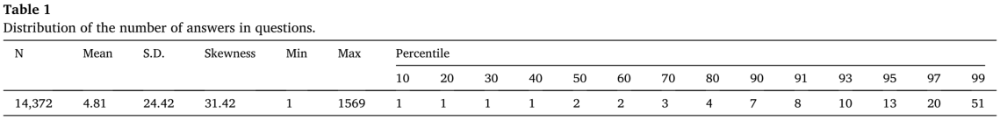 Table 1
Distribution of the number of answers in questions.
N Mean S.D. Skewness Min Max Percentile
10 20 30 40 50 60 70 80 90 91 93 95 97 99
14,372 4.81 24.42 31.42 1 1569 1 1 1 1 2 2 3 4 7 8 10 13 20 51